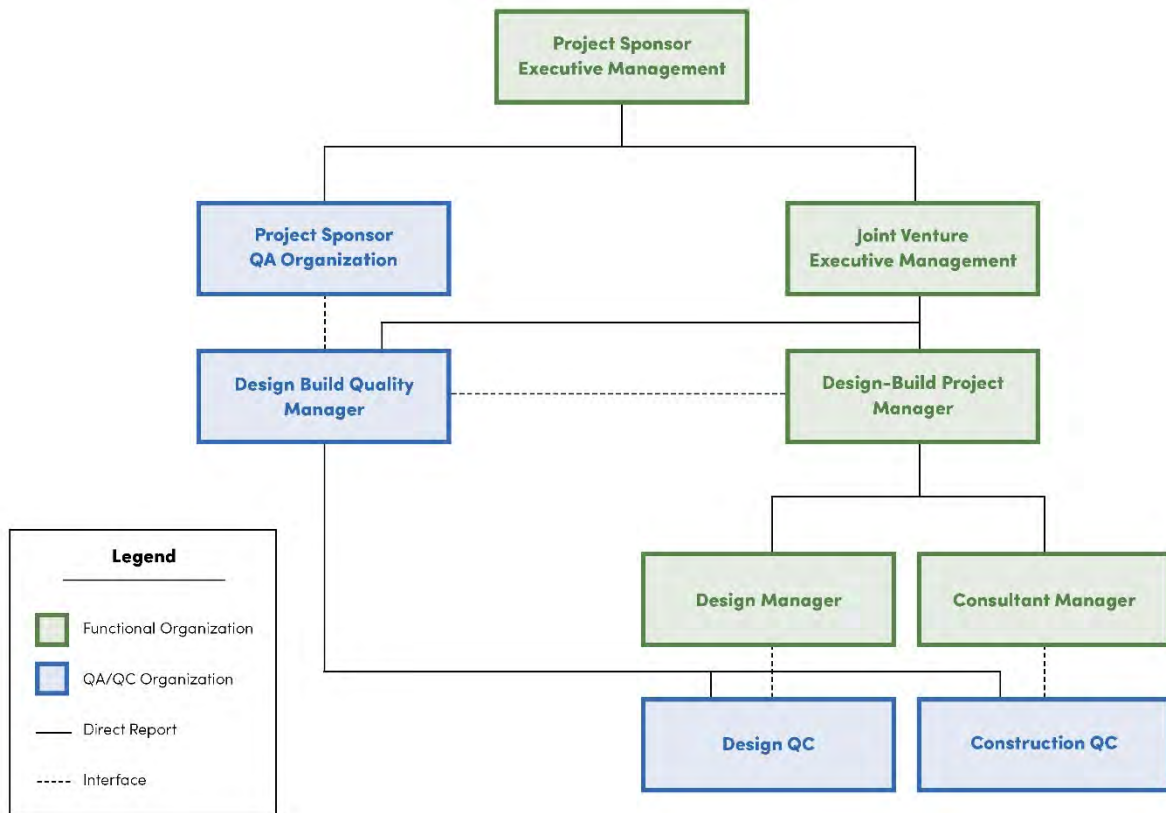 Project Sponsor
Executive Management
Project Sponsor
QA Organization
Joint Venture
Executive Management
Design Build Quality
Manager
Design-Build Project
Manager
Legend
Functional Organization
QA/QC Organization
Direct Report
Interface
Design Manager
Consultant Manager
Design QC
Construction QC